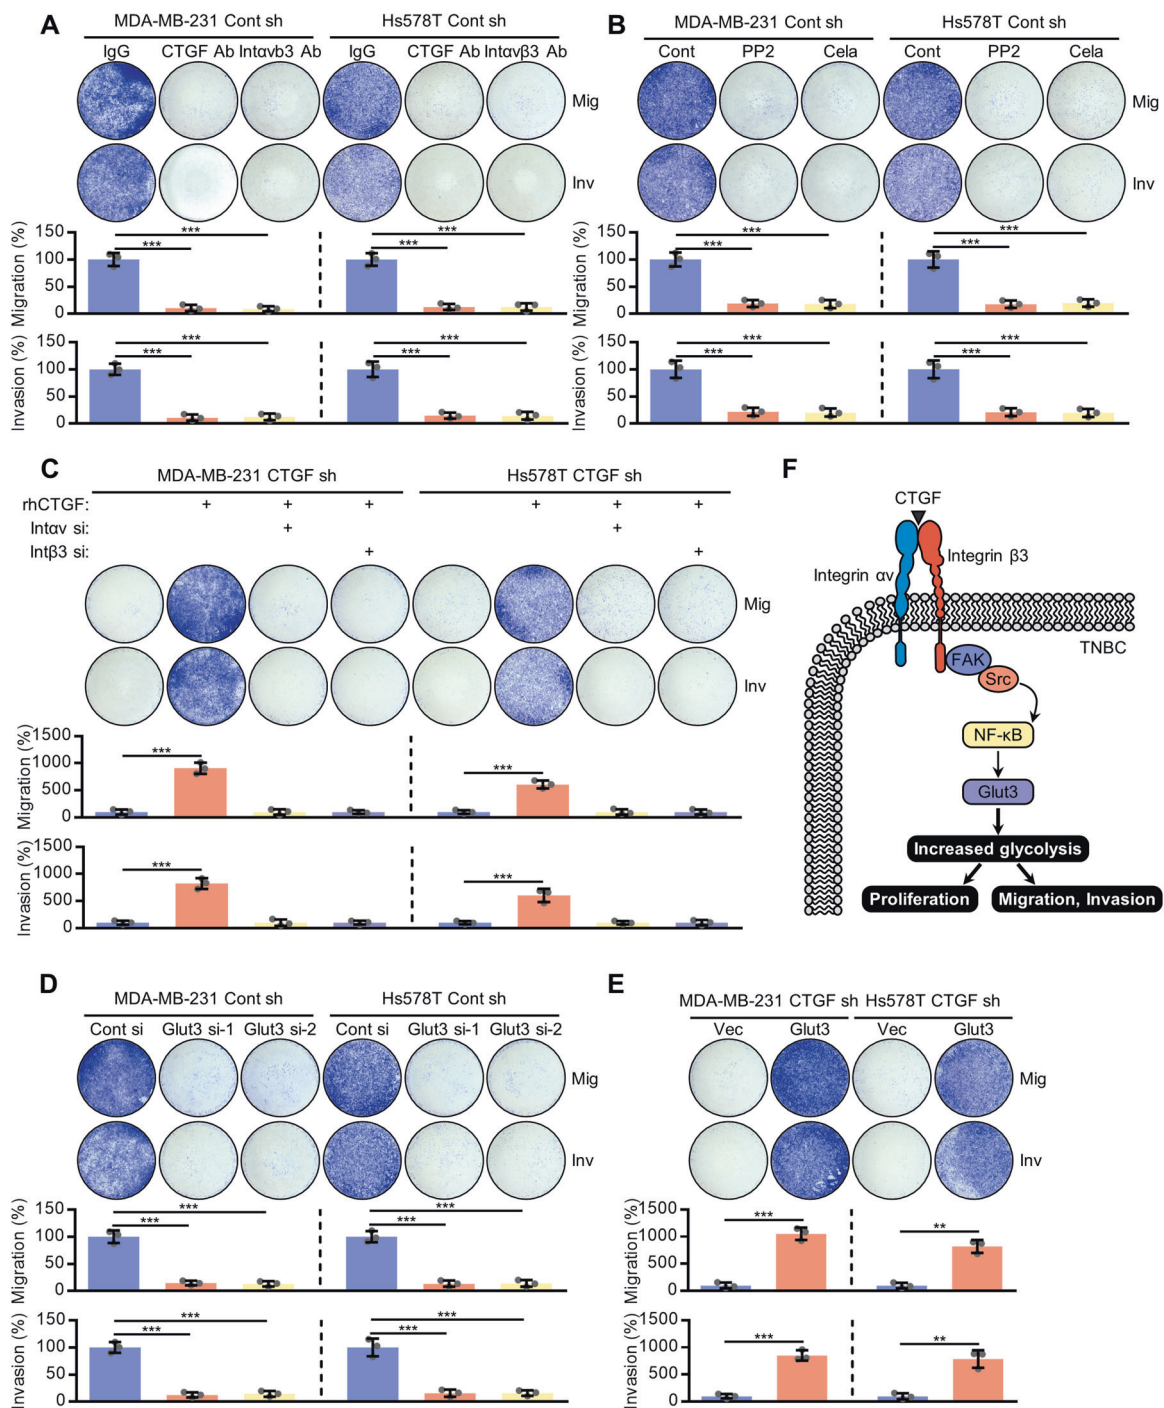 A
MDA-MB-231 Cont sh
Hs578T Cont sh
IgG CTGF Ab Intαvb3 Ab IgG CTGF Ab Intαvβ3 Ab
Mig
Inv
Migration (%)
150
100
50
0
*** *** *** ***
Invasion (%)
150
100
50
0
*** *** *** ***
B
MDA-MB-231 Cont sh
Hs578T Cont sh
Cont PP2 Cela Cont PP2 Cela
Mig
Inv
Migration (%)
150
100
50
0
*** *** *** ***
Invasion (%)
150
100
50
0
*** *** *** ***
C
MDA-MB-231 CTGF sh
Hs578T CTGF sh
rhCTGF: + + + + + +
Intαv si: + +
Intβ3 si: + +
Mig
Inv
Migration (%)
1500
1000
500
0
*** ***
Invasion (%)
1500
1000
500
0
*** ***
F
CTGF
Integrin β3
Integrin αv
TNBC
FAK
Src
NF-κB
Glut3
Increased glycolysis
Proliferation
Migration, Invasion
D
MDA-MB-231 Cont sh
Hs578T Cont sh
Cont si Glut3 si-1 Glut3 si-2 Cont si Glut3 si-1 Glut3 si-2
Mig
Inv
Migration (%)
150
100
50
0
*** *** *** ***
Invasion (%)
150
100
50
0
*** *** *** ***
E
MDA-MB-231 CTGF sh Hs578T CTGF sh
Vec Glut3 Vec Glut3
Mig
Inv
Migration (%)
1500
1000
500
0
*** **
Invasion (%)
1500
1000
500
0
*** **